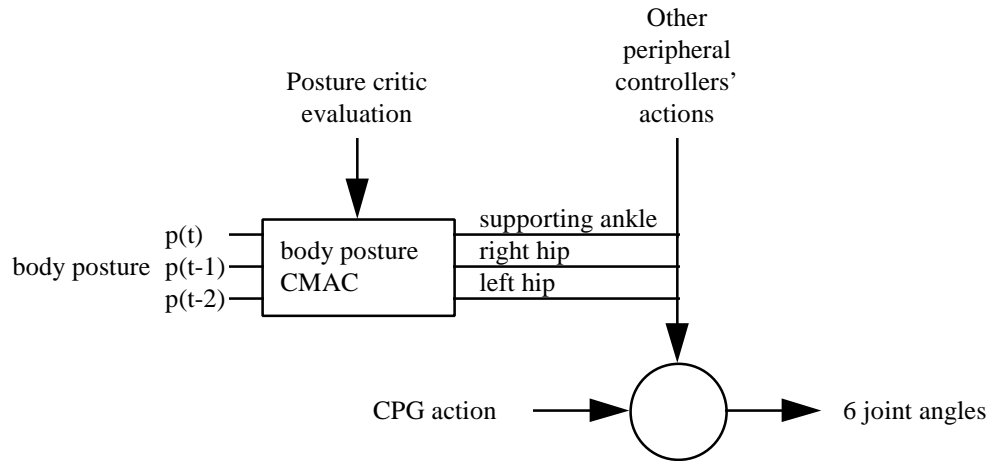 Other
peripheral
controllers'
actions
Posture critic
evaluation
body posture
p(t)
p(t-1)
p(t-2)
body posture
CMAC
supporting ankle
right hip
left hip
CPG action
6 joint angles